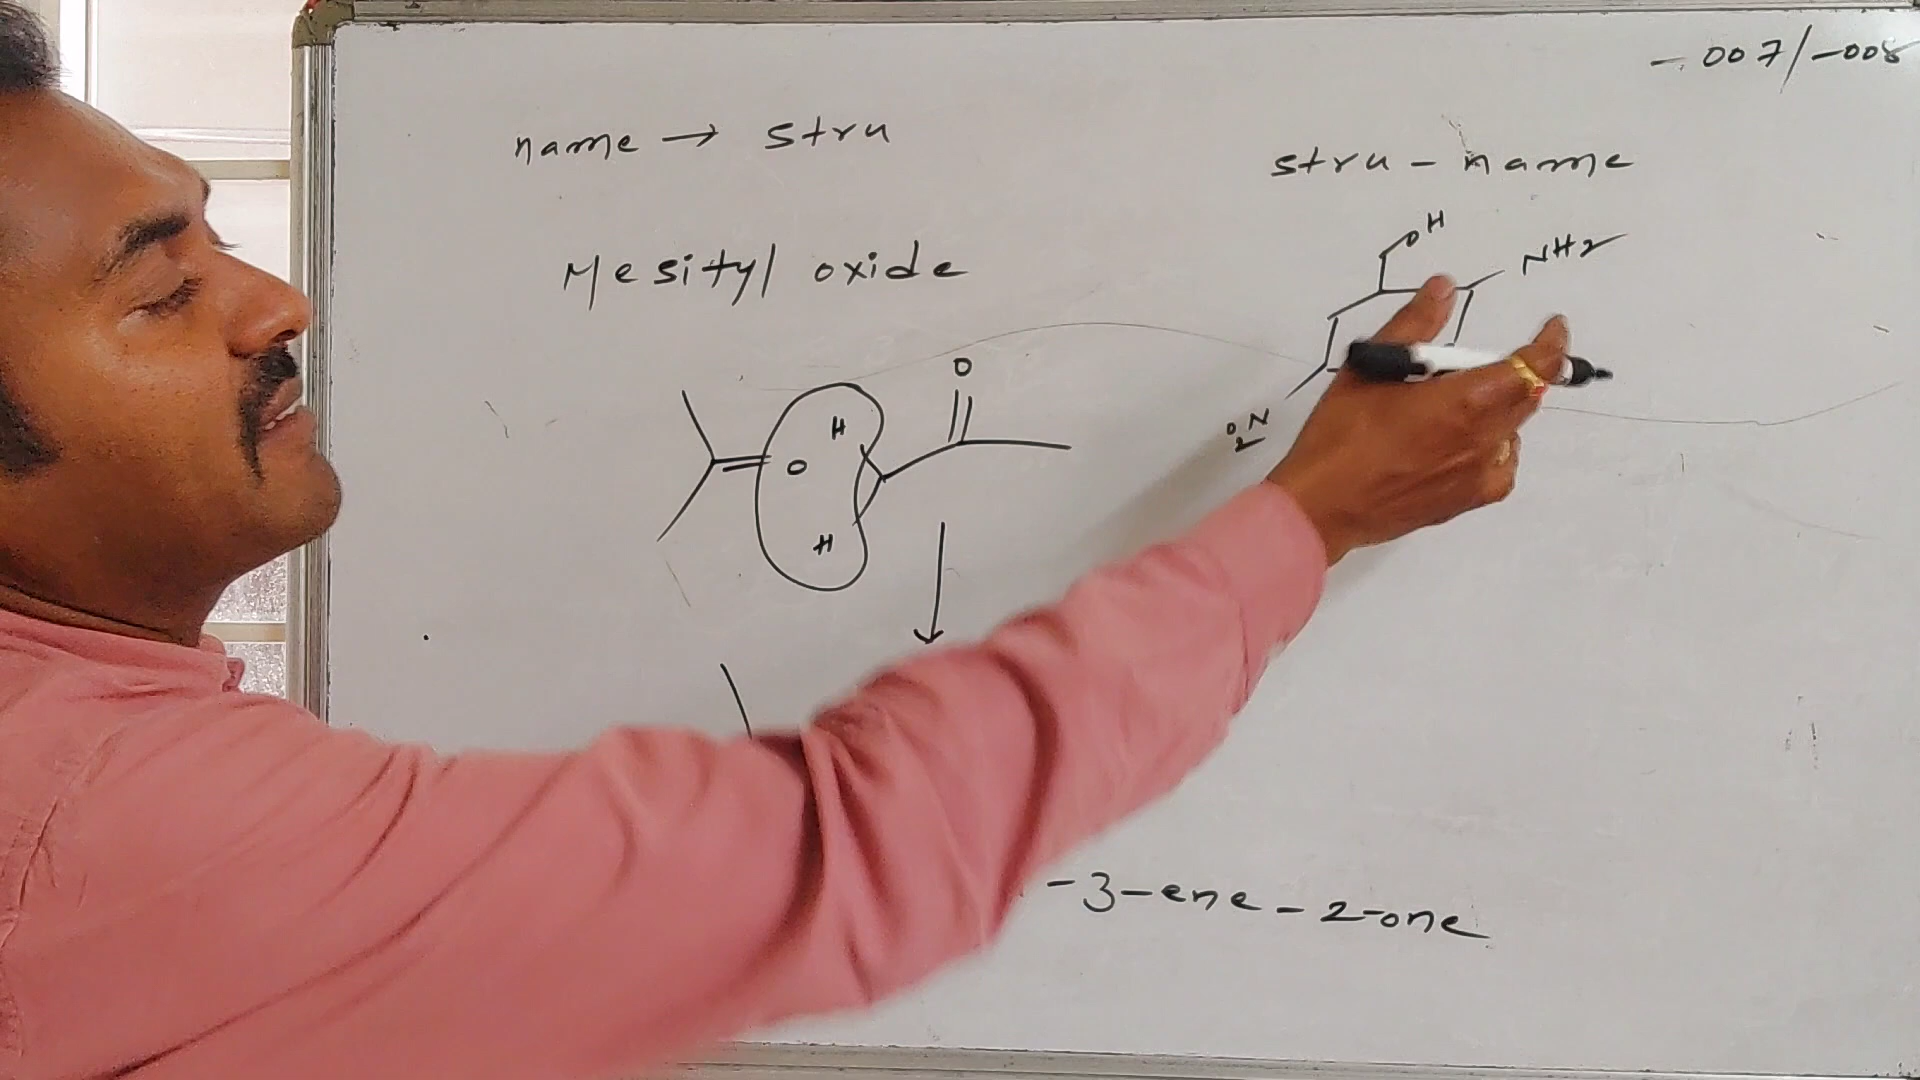 -.007/-008
name → stru
stru - name
Mesityl oxide
OH
NH2
O
H
O
H
O2N
-3-ene-2-one